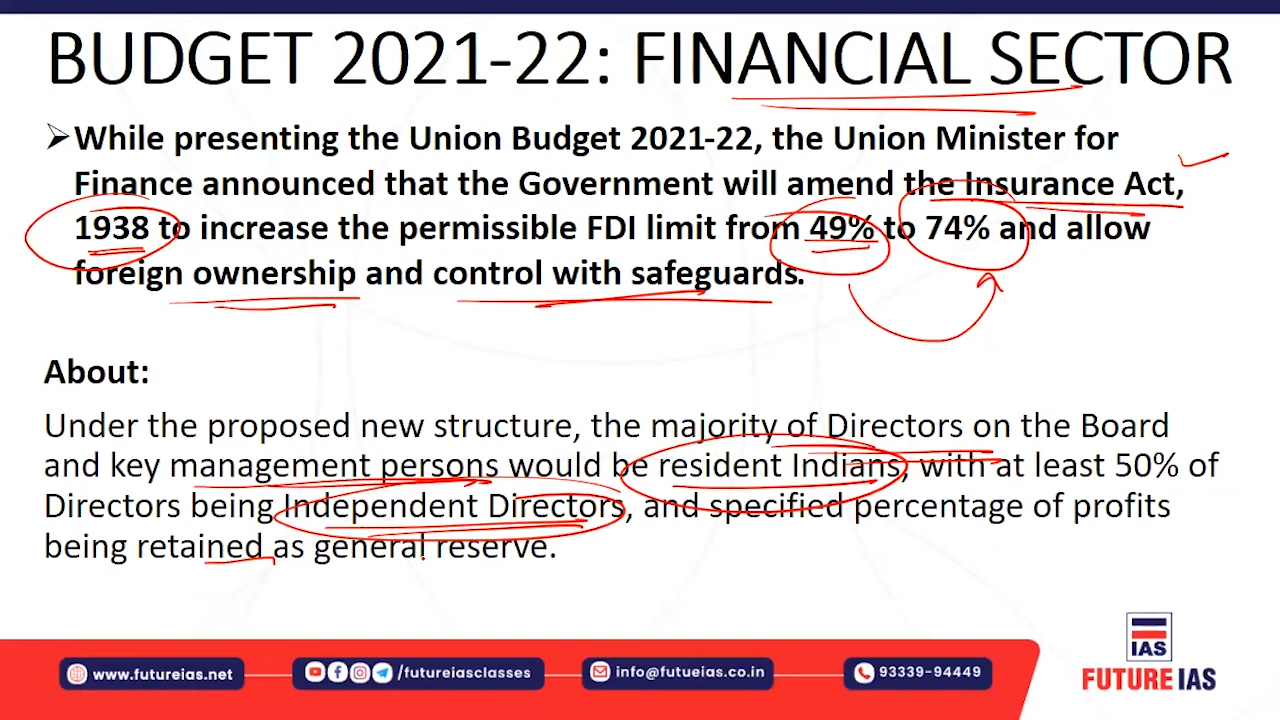 BUDGET 2021-22: FINANCIAL SECTOR
➢While presenting the Union Budget 2021-22, the Union Minister for
Finance announced that the Government will amend the Insurance Act,
1938 to increase the permissible FDI limit from 49% to 74% and allow
foreign ownership and control with safeguards.
About:
Under the proposed new structure, the majority of Directors on the Board
and key management persons would be resident Indians, with at least 50% of
Directors being Independent Directors, and specified percentage of profits
being retained as general reserve.
www.futureias.net
/futureiasclasses
info@futueias.co.in
93339-94449
IAS
FUTURE IAS